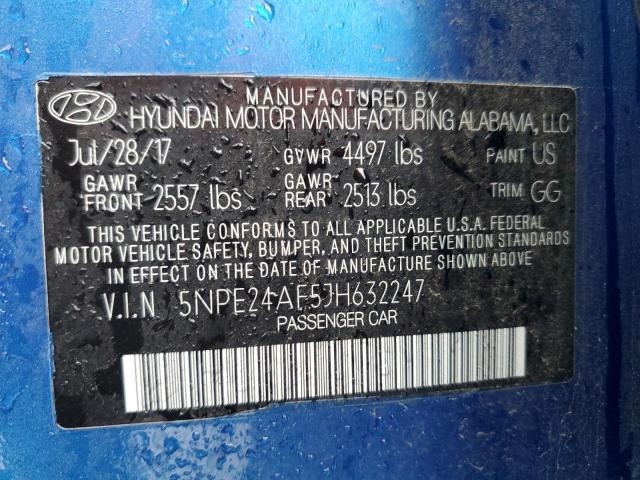 MANUFACTURED BY
HYUNDAI MOTOR MANUFACTURING ALABAMA, LLC
Jul/28/17 GVWR 4497 lbs PAINT US
GAWR FRONT 2557 lbs GAWR REAR 2513 lbs TRIM GG
THIS VEHICLE CONFORMS TO ALL APPLICABLE U.S.A. FEDERAL
MOTOR VEHICLE SAFETY, BUMPER, AND THEFT PREVENTION STANDARDS
IN EFFECT ON THE DATE OF MANUFACTURE SHOWN ABOVE.
V.I.N 5NPE24AF5JH632247
PASSENGER CAR